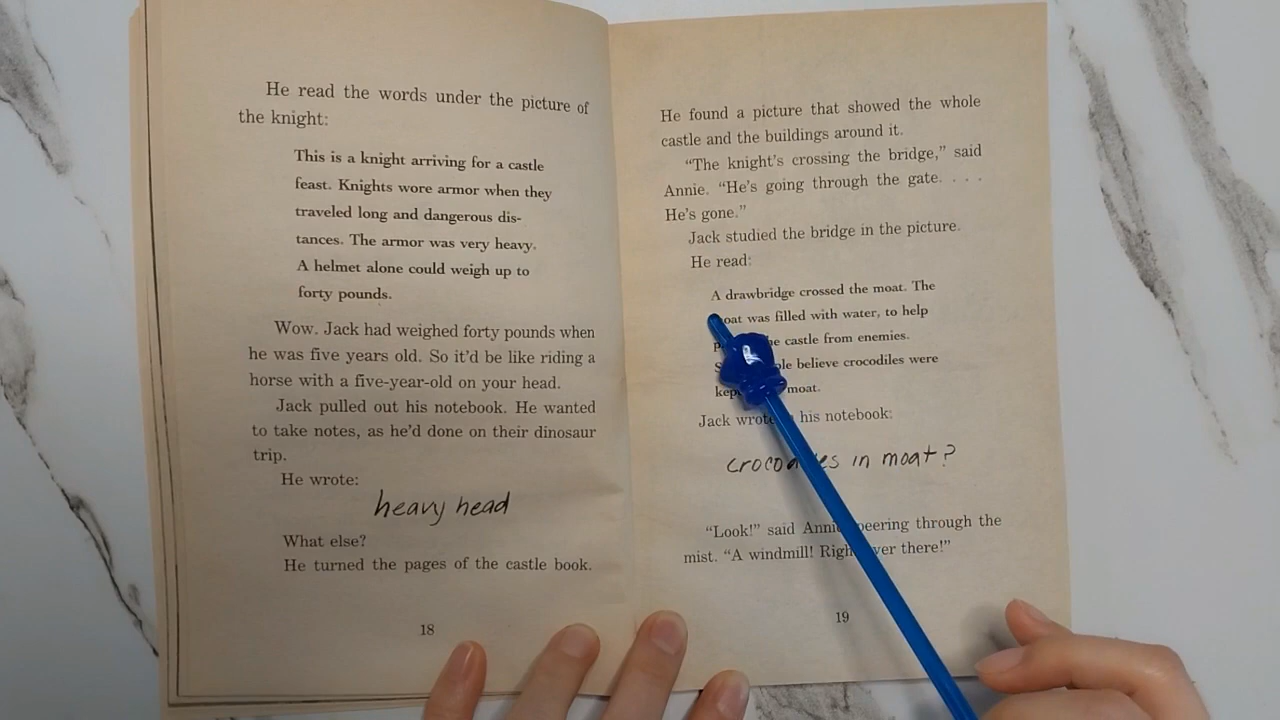 He read the words under the picture of
the knight:
This is a knight arriving for a castle
feast. Knights wore armor when they
traveled long and dangerous dis-
tances. The armor was very heavy.
A helmet alone could weigh up to
forty pounds.
Wow. Jack had weighed forty pounds when
he was five years old. So it’d be like riding a
horse with a five-year-old on your head.
Jack pulled out his notebook. He wanted
to take notes, as he’d done on their dinosaur
trip.
He wrote:
heavy head
What else?
He turned the pages of the castle book.
18
He found a picture that showed the whole
castle and the buildings around it.
“The knight’s crossing the bridge,” said
Annie. “He’s going through the gate. . . .
He’s gone.”
Jack studied the bridge in the picture.
He read:
A drawbridge crossed the moat. The
moat was filled with water, to help
the castle from enemies.
believe crocodiles were
moat.
Jack wrote his notebook:
crocodiles in moat?
“Look!” said Annie, peering through the
mist. “A windmill! Right over there!”
19